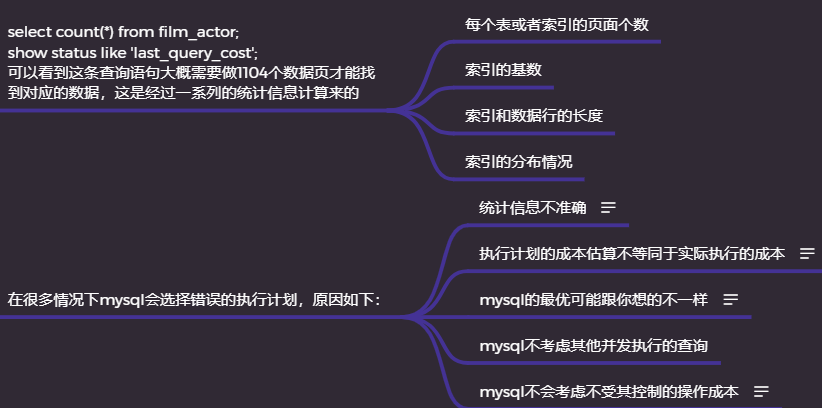 select count(*) from film_actor;
show status like 'last_query_cost';
可以看到这条查询语句大概需要做1104个数据页才能找
到对应的数据，这是经过一系列的统计信息计算来的
每个表或者索引的页面个数
索引的基数
索引和数据行的长度
索引的分布情况
在很多情况下mysql会选择错误的执行计划，原因如下：
统计信息不准确
执行计划的成本估算不等同于实际执行的成本
mysql的最优可能跟你想的不一样
mysql不考虑其他并发执行的查询
mysql不会考虑不受其控制的操作成本